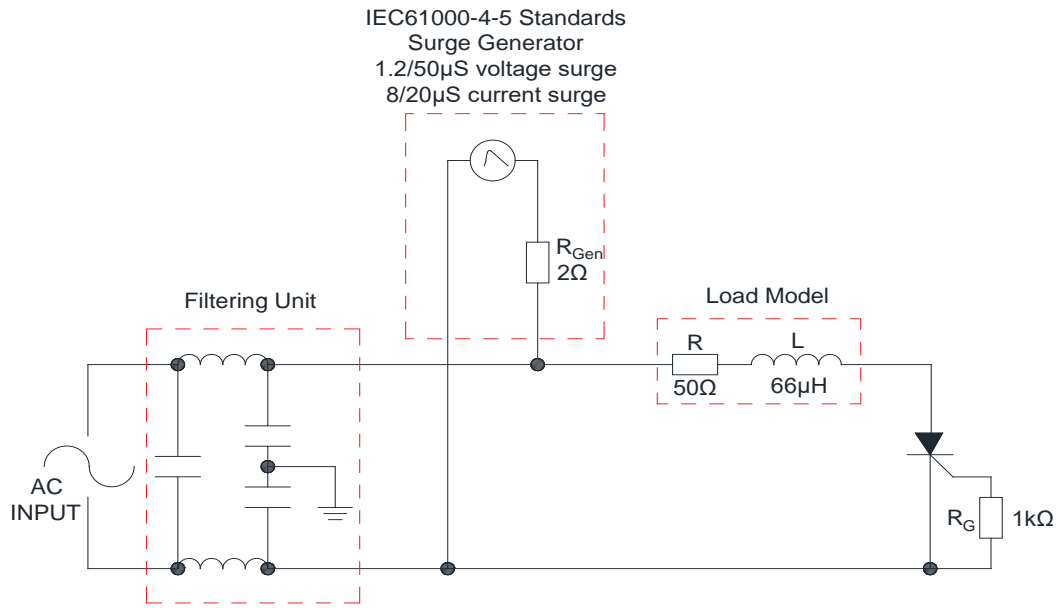 IEC61000-4-5 Standards
Surge Generator
1.2/50µS voltage surge
8/20µS current surge
RGen
2Ω
Filtering Unit
Load Model
R
L
50Ω
66µH
AC
INPUT
RG
1kΩ